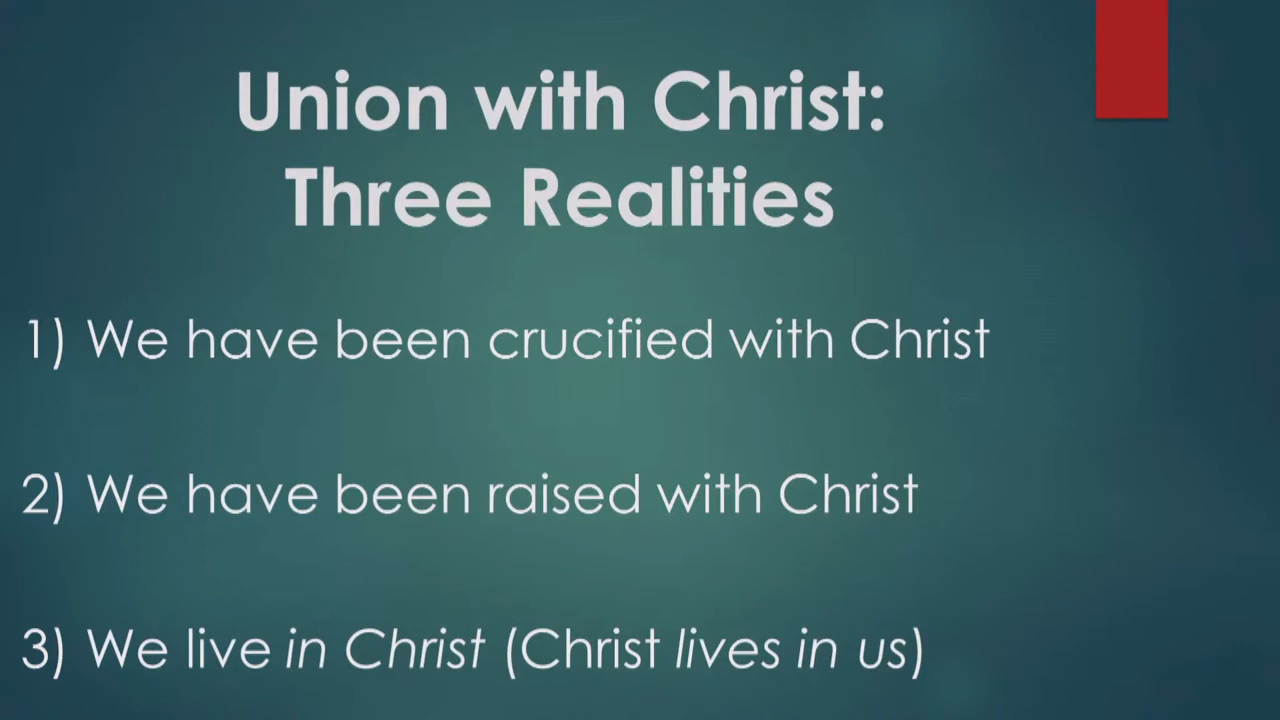 Union with Christ:
Three Realities
1) We have been crucified with Christ
2) We have been raised with Christ
3) We live in Christ (Christ lives in us)